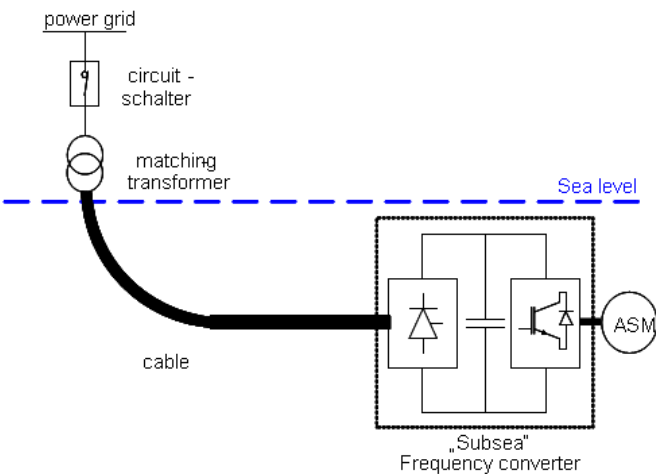 power grid
circuit -
schalter
matching
transformer
Sea level
cable
ASM
„Subsea"
Frequency converter